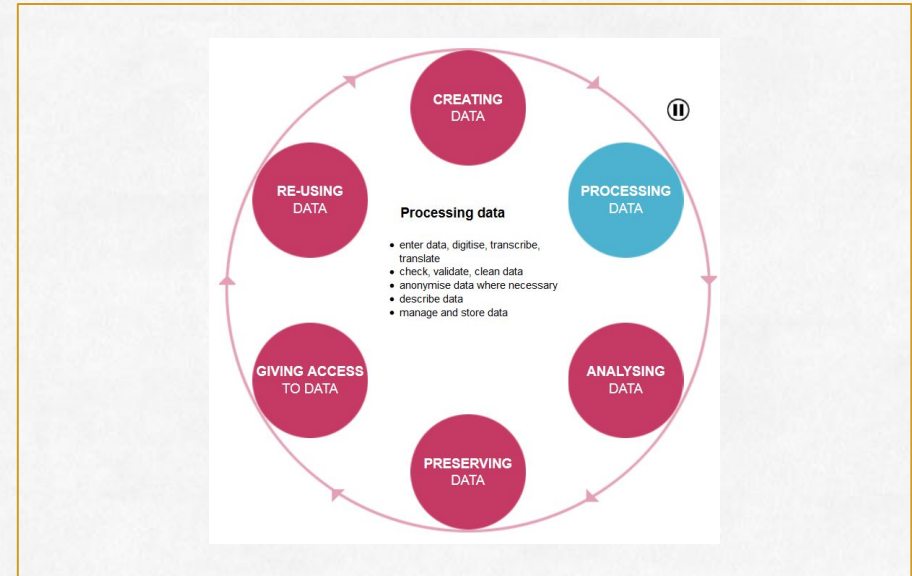 CREATING
DATA
PROCESSING
DATA
RE-USING
DATA
Processing data
• enter data, digitise, transcribe,
translate
• check, validate, clean data
• anonymise data where necessary
• describe data
• manage and store data
GIVING ACCESS
TO DATA
ANALYSING
DATA
PRESERVING
DATA